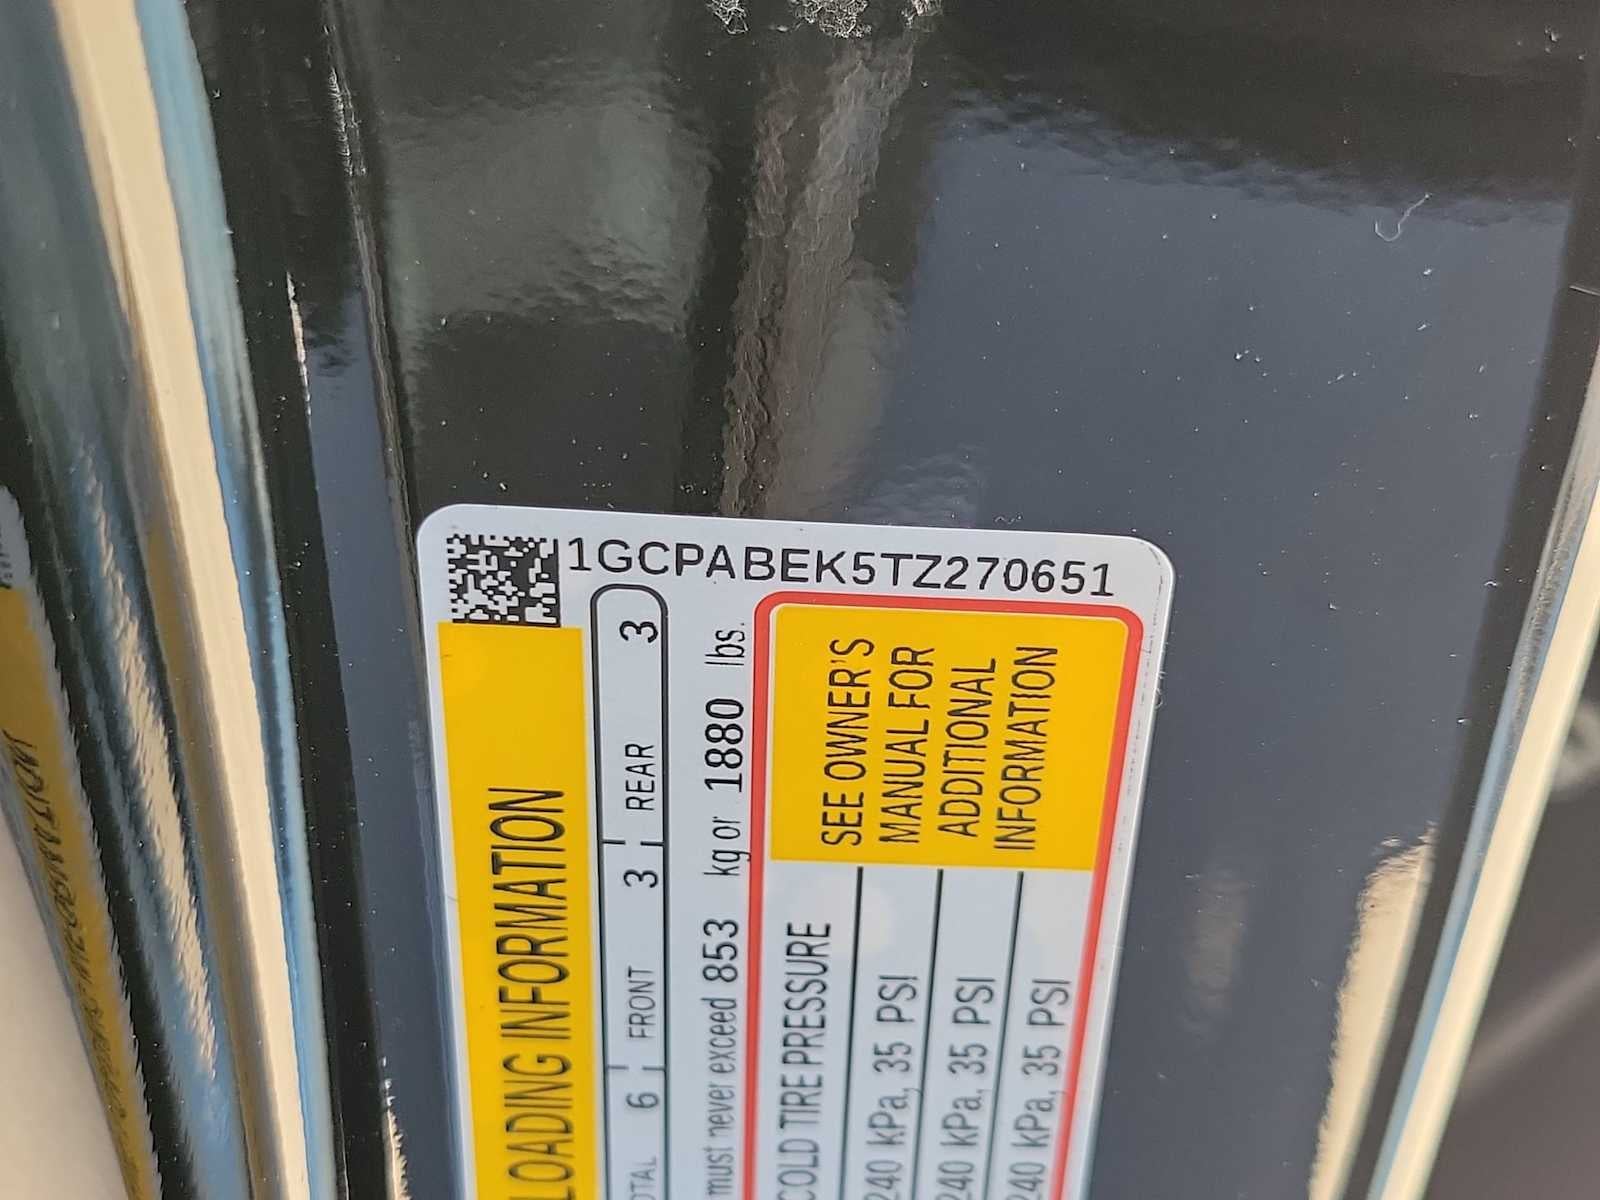 1GCPABEK5TZ270651
LOADING INFORMATION
6 FRONT 3 REAR 3
must never exceed 853 kg or 1880 lbs.
COLD TIRE PRESSURE
240 kPa, 35 PSI
240 kPa, 35 PSI
240 kPa, 35 PSI
SEE OWNER'S
MANUAL FOR
ADDITIONAL
INFORMATION